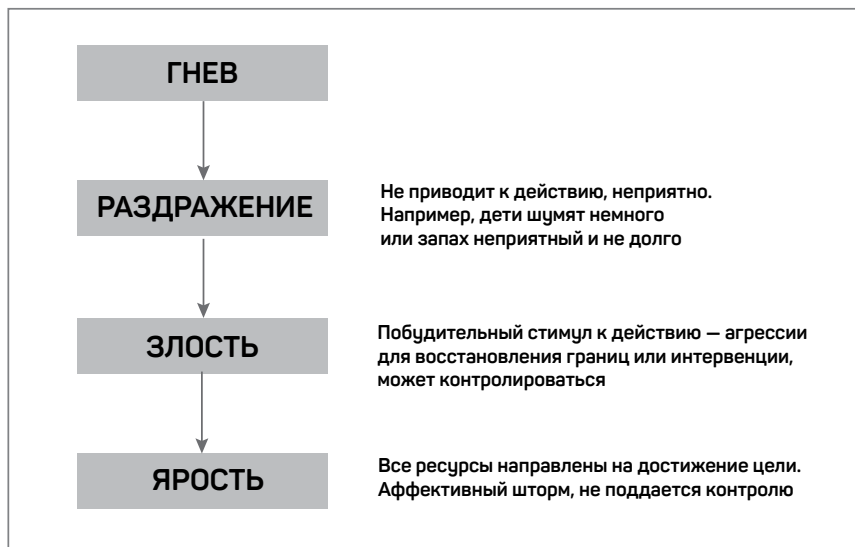 ГНЕВ
РАЗДРАЖЕНИЕ
Не приводит к действию, неприятно.
Например, дети шумят немного
или запах неприятный и не долго
ЗЛОСТЬ
Побудительный стимул к действию — агрессии
для восстановления границ или интервенции,
может контролироваться
ЯРОСТЬ
Все ресурсы направлены на достижение цели.
Аффективный шторм, не поддается контролю